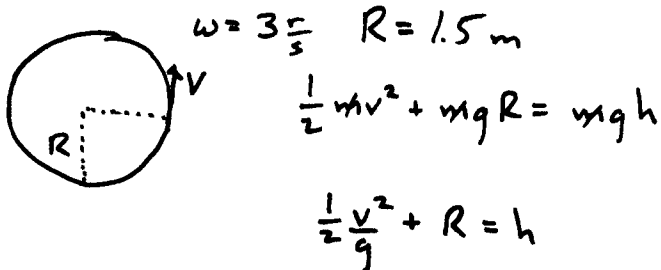 ω = 3 r/s R = 1.5 m
V
1/2 mv² + mgR = mgh
R
1/2 v²/g + R = h